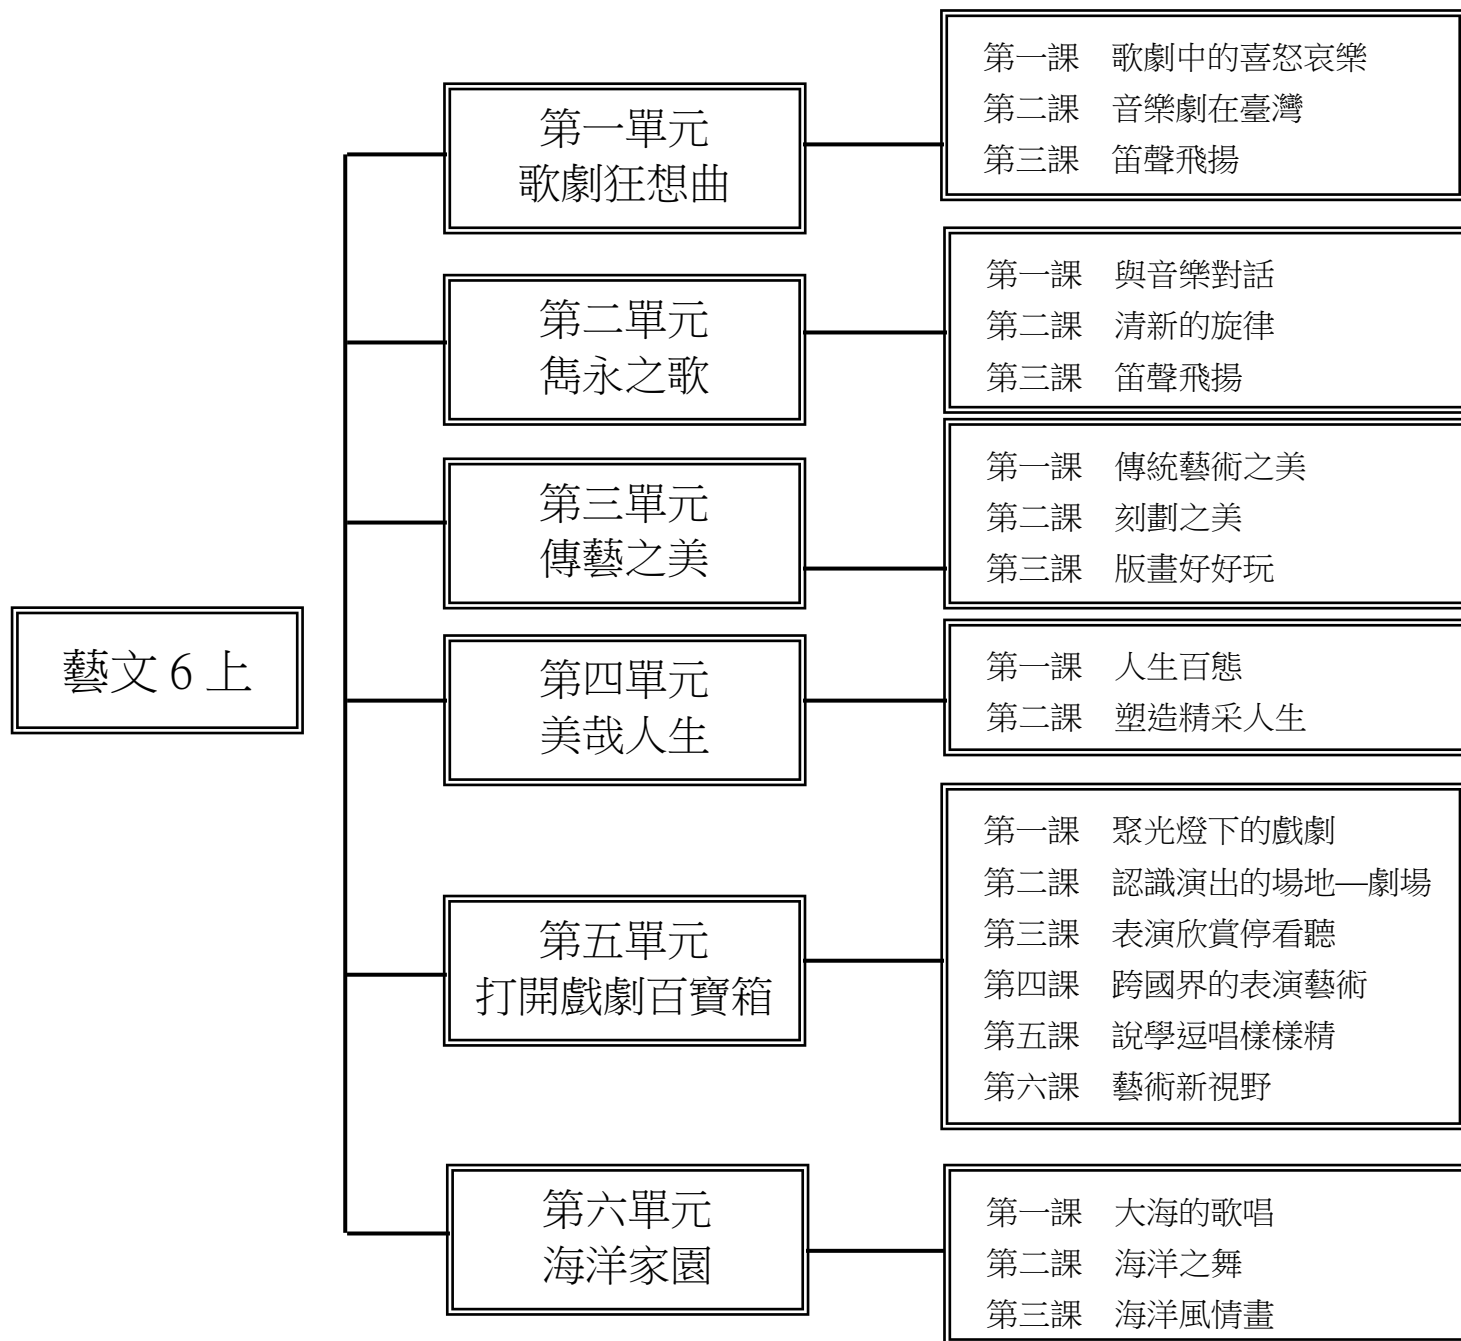 藝文 6 上
第一單元
歌劇狂想曲
第一課　歌劇中的喜怒哀樂
第二課　音樂劇在臺灣
第三課　笛聲飛揚
第二單元
雋永之歌
第一課　與音樂對話
第二課　清新的旋律
第三課　笛聲飛揚
第三單元
傳藝之美
第一課　傳統藝術之美
第二課　刻劃之美
第三課　版畫好好玩
第四單元
美哉人生
第一課　人生百態
第二課　塑造精采人生
第五單元
打開戲劇百寶箱
第一課　聚光燈下的戲劇
第二課　認識演出的場地—劇場
第三課　表演欣賞停看聽
第四課　跨國界的表演藝術
第五課　說學逗唱樣樣精
第六課　藝術新視野
第六單元
海洋家園
第一課　大海的歌唱
第二課　海洋之舞
第三課　海洋風情畫